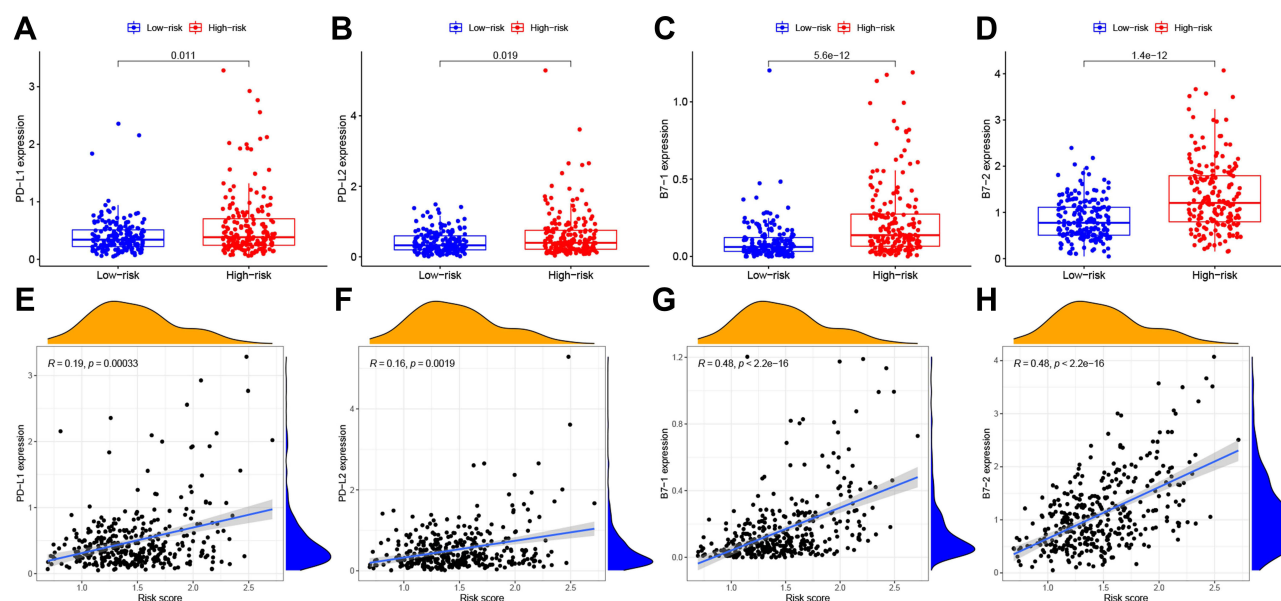 A
Low−risk High−risk
0.011
PD−L1 expression
3
2
1
0
Low−risk High−risk
B
Low−risk High−risk
0.019
PD−L2 expression
4
2
0
Low−risk High−risk
C
Low−risk High−risk
5.6e−12
B7−1 expression
1.0
0.5
0.0
Low−risk High−risk
D
Low−risk High−risk
1.4e−12
B7−2 expression
4
3
2
1
0
Low−risk High−risk
E
R = 0.19, p = 0.00033
PD−L1 expression
3
2
1
0
1.0 1.5 2.0 2.5
Risk score
F
R = 0.16, p = 0.0019
PD−L2 expression
4
2
0
1.0 1.5 2.0 2.5
Risk score
G
R = 0.48, p < 2.2e−16
B7−1 expression
1.2
0.8
0.4
0.0
1.0 1.5 2.0 2.5
Risk score
H
R = 0.48, p < 2.2e−16
B7−2 expression
4
3
2
1
0
1.0 1.5 2.0 2.5
Risk score